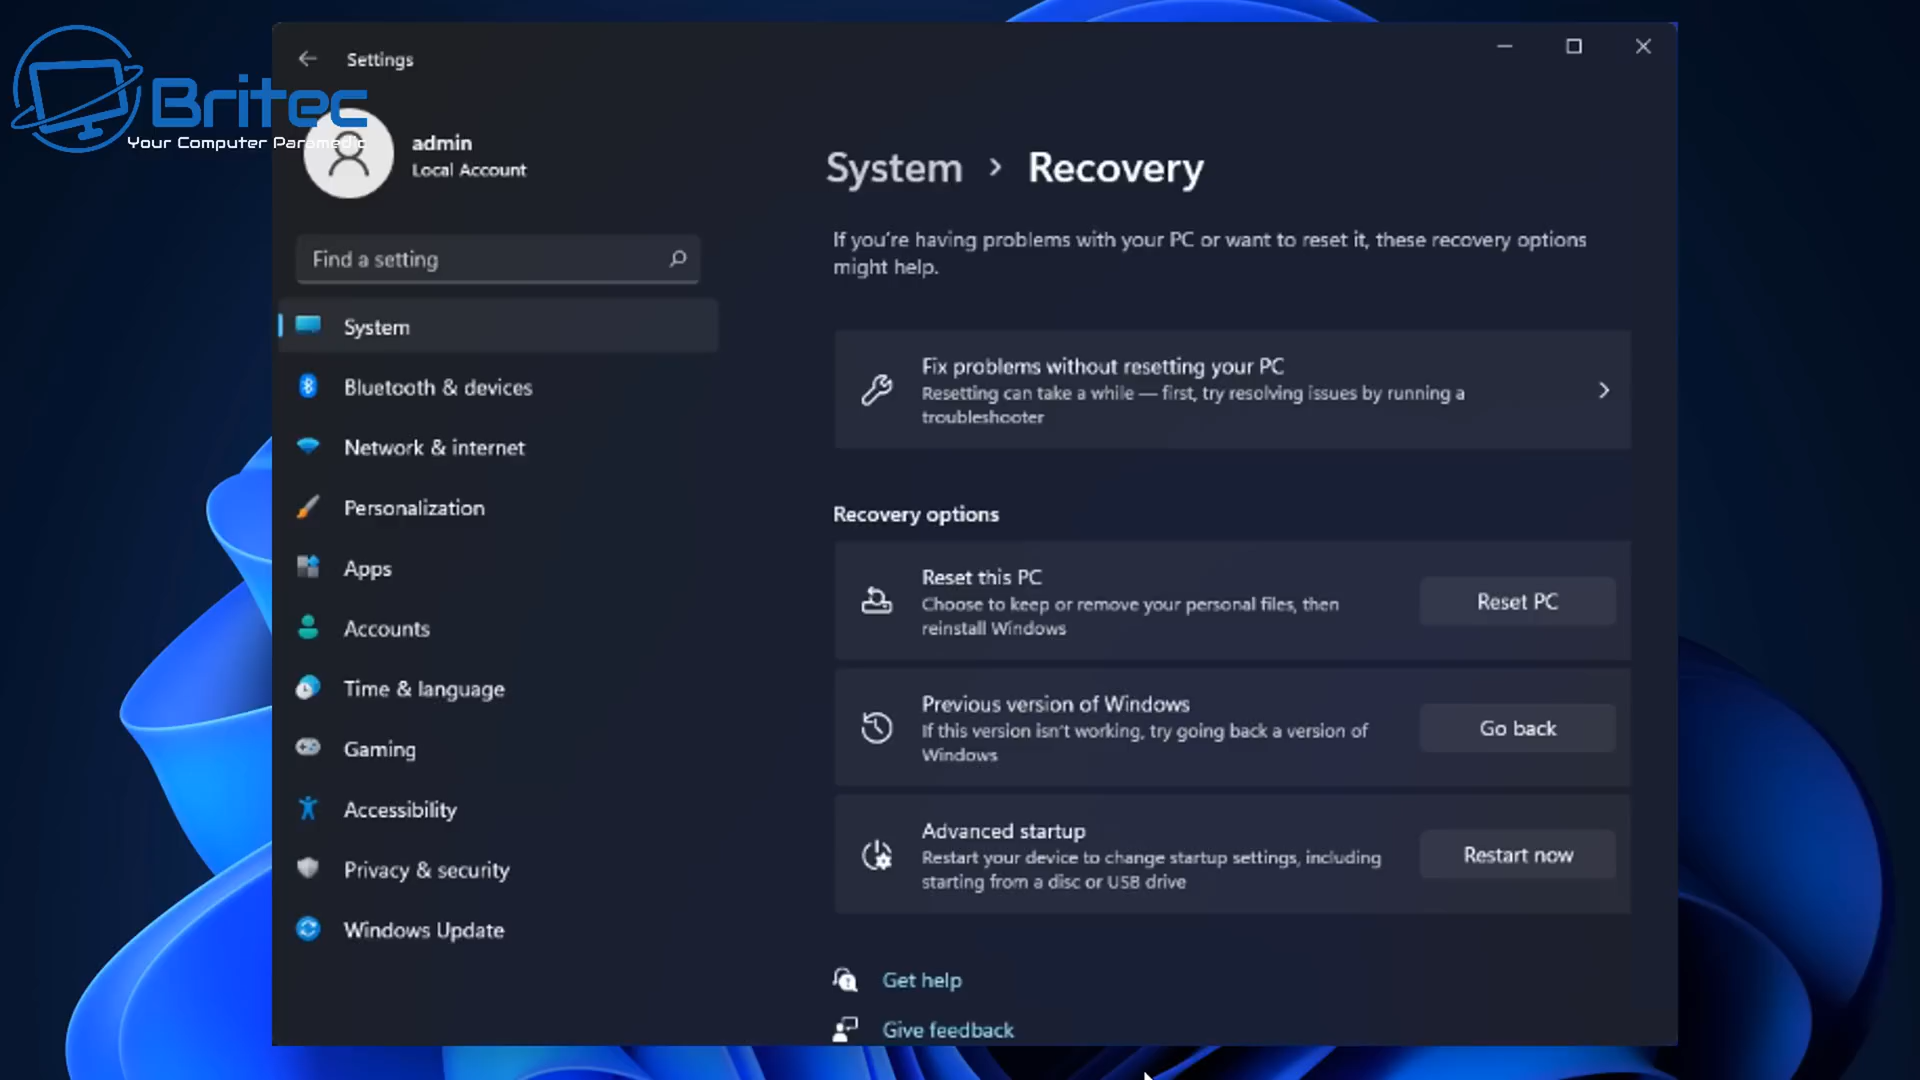 Britec
Your Computer Paramedic
Settings
admin
Local Account
Find a setting
System
Bluetooth & devices
Network & internet
Personalization
Apps
Accounts
Time & language
Gaming
Accessibility
Privacy & security
Windows Update
System > Recovery
If you're having problems with your PC or want to reset it, these recovery options
might help.
Fix problems without resetting your PC
Resetting can take a while — first, try resolving issues by running a
troubleshooter
Recovery options
Reset this PC
Choose to keep or remove your personal files, then
reinstall Windows
Reset PC
Previous version of Windows
If this version isn't working, try going back a version of
Windows
Go back
Advanced startup
Restart your device to change startup settings, including
starting from a disc or USB drive
Restart now
Get help
Give feedback